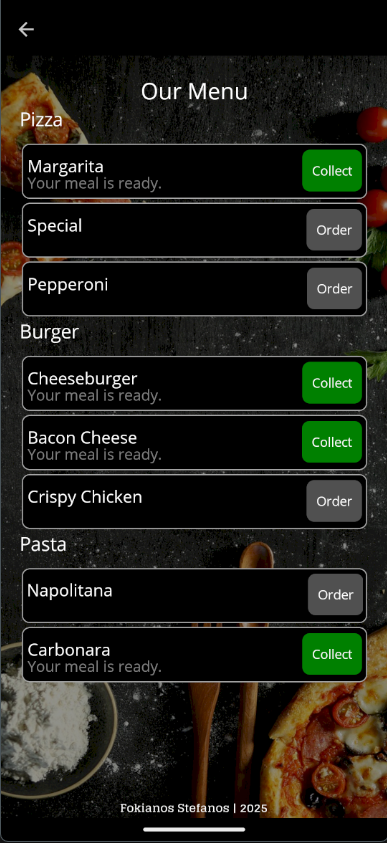 Our Menu
Pizza
Margarita
Collect
Your meal is ready.
Special
Order
Pepperoni
Order
Burger
Cheeseburger
Collect
Your meal is ready.
Bacon Cheese
Collect
Your meal is ready.
Crispy Chicken
Order
Pasta
Napolitana
Order
Carbonara
Collect
Your meal is ready.
Fokianos Stefanos | 2025